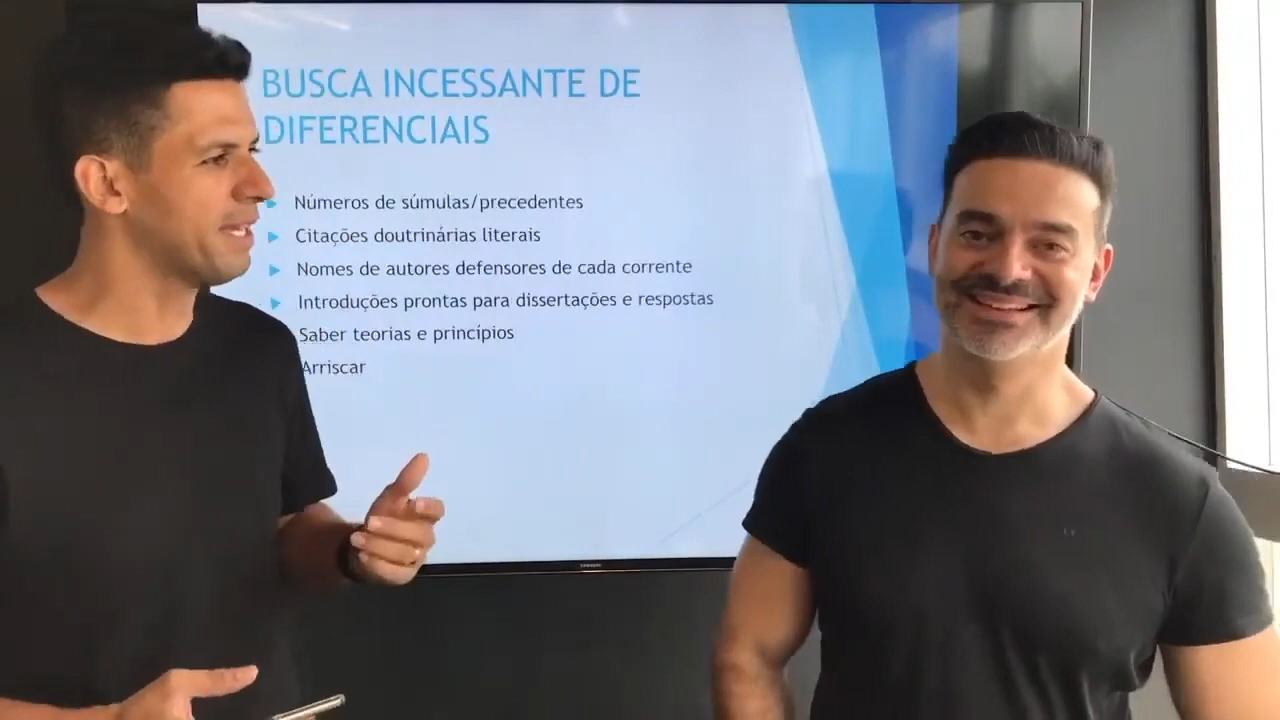 BUSCA INCESSANTE DE
DIFERENCIAIS
Números de súmulas/precedentes
Citações doutrinárias literais
Nomes de autores defensores de cada corrente
Introduções prontas para dissertações e respostas
Saber teorias e princípios
Arriscar
SAMSUNG